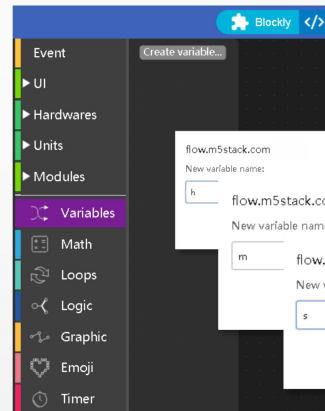 Blockly </>
Event
Create variable...
UI
Hardwares
Units
Modules
Variables
Math
Loops
Logic
Graphic
Emoji
Timer
flow.m5stack.com
New variable name:
h
flow.m5stack.co
New variable name
m
flow.
New v
s